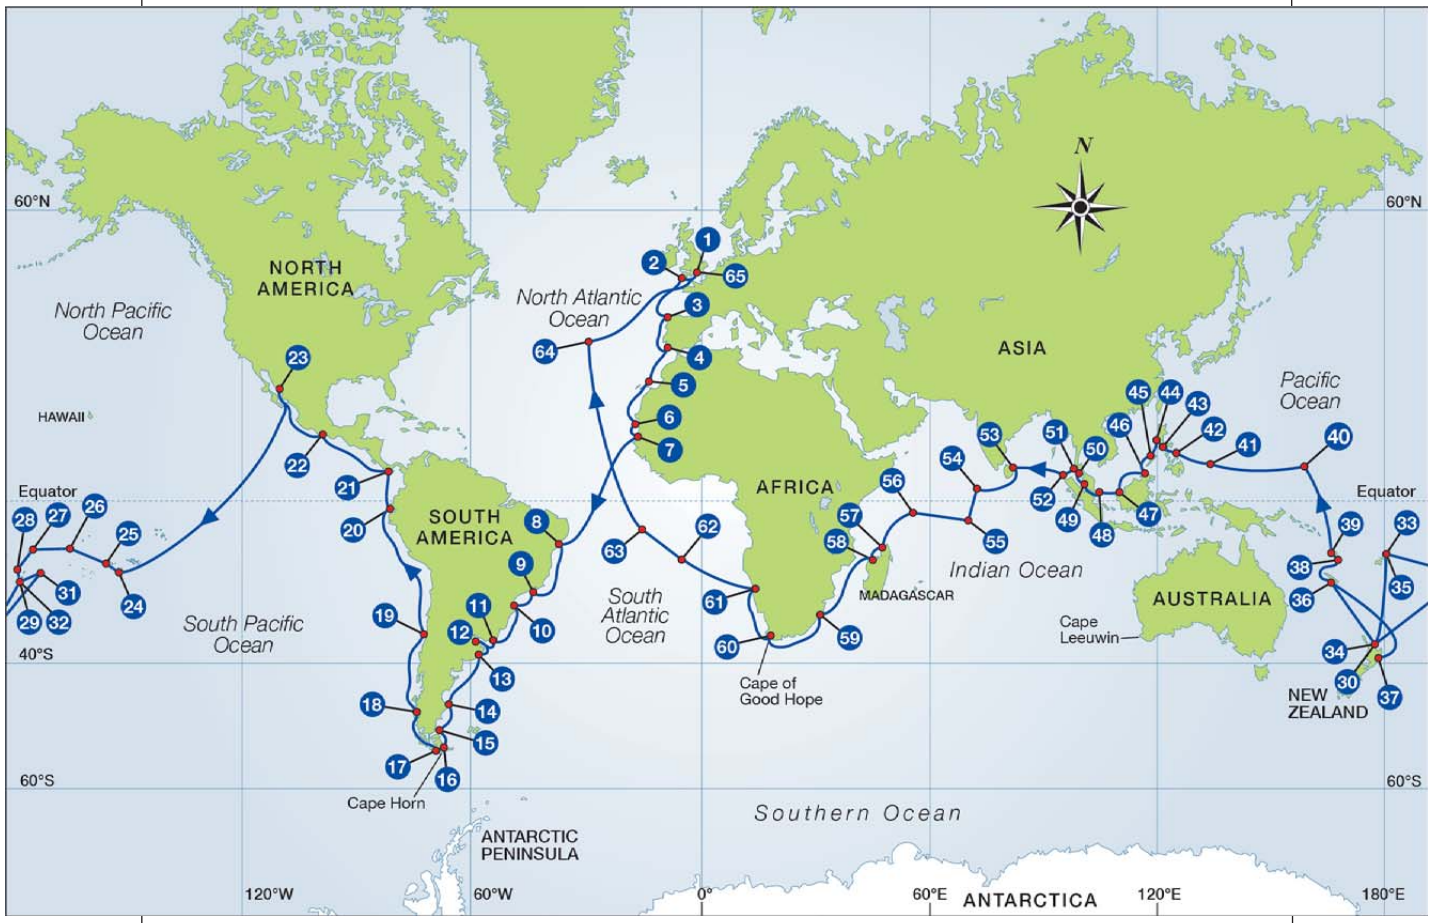 N
60°N
60°N
1
2
65
NORTH
AMERICA
North Pacific
Ocean
North Atlantic
Ocean
3
64
4
ASIA
23
5
Pacific
Ocean
HAWAII
6
7
45
44
43
46
42
51
50
41
40
53
22
54
52
21
Equator
Equator
28
27
26
25
20
SOUTH
AMERICA
8
AFRICA
56
57
58
62
63
55
49
48
47
39
33
38
35
36
Indian Ocean
9
29
31
32
24
61
MADAGASCAR
AUSTRALIA
South Pacific
Ocean
19
11
12
10
South
Atlantic
Ocean
60
59
Cape
Leeuwin
34
30
37
40°S
40°S
13
Cape of
Good Hope
NEW
ZEALAND
18
14
15
17
16
60°S
60°S
Cape Horn
Southern Ocean
ANTARCTIC
PENINSULA
120°W
60°W
0°
60°E
ANTARCTICA
120°E
180°E